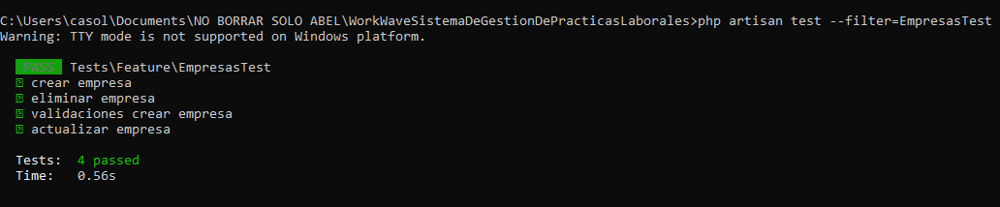 C:\Users\casol\Documents\NO BORRAR SOLO ABEL\WorkWaveSistemaDeGestionDePracticasLaborales>php artisan test --filter=EmpresasTest
Warning: TTY mode is not supported on Windows platform.
PASS Tests\Feature\EmpresasTest
crear empresa
eliminar empresa
validaciones crear empresa
actualizar empresa
Tests: 4 passed
Time: 0.56s